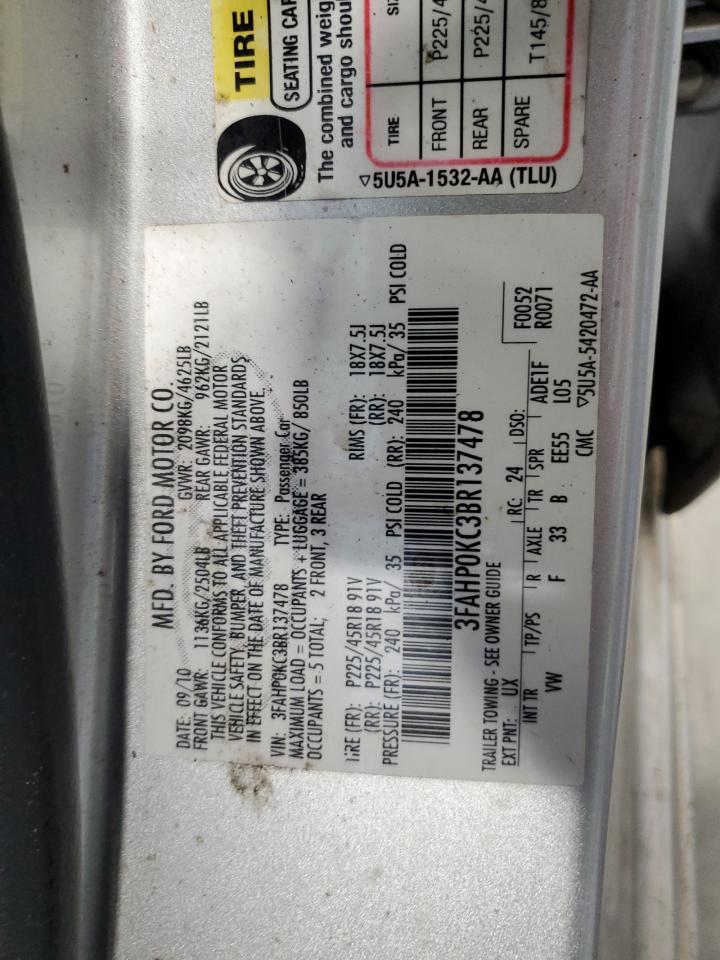 TIRE
SEATING CAP
The combined weig
and cargo shou
TIRE SI
FRONT P225/4
REAR P225/4
SPARE T145/8
5U5A-1532-AA (TLU)
MFD. BY FORD MOTOR CO.
DATE: 09/10 GVWR: 2098KG/4625LB
FRONT GAWR: 1136KG/2504LB REAR GAWR: 962KG/2121LB
THIS VEHICLE CONFORMS TO ALL APPLICABLE FEDERAL MOTOR
VEHICLE SAFETY, BUMPER, AND THEFT PREVENTION STANDARDS
IN EFFECT ON THE DATE OF MANUFACTURE SHOWN ABOVE
VIN: 3FAHP0KC3BR137478 TYPE: Passenger Car
MAXIMUM LOAD = OCCUPANTS + LUGGAGE = 385KG/ 850LB
OCCUPANTS = 5 TOTAL; 2 FRONT, 3 REAR
TIRE (FR): P225/45R18 91V RIMS (FR): 18X7.5J
(RR): P225/45R18 91V (RR): 18X7.5J
PRESSURE (FR): 240 kPa/ 35 PSI COLD (RR): 240 kPa/ 35 PSI COLD
3FAHP0KC3BR137478
TRAILER TOWING - SEE OWNER GUIDE F0052
EXT PNT: UX RC: 24 DSO: R0071
INT TR TP/PS R AXLE TR SPR ADE1F
VW F 33 B EE55 L05
CMC 5U5A-5420472-AA